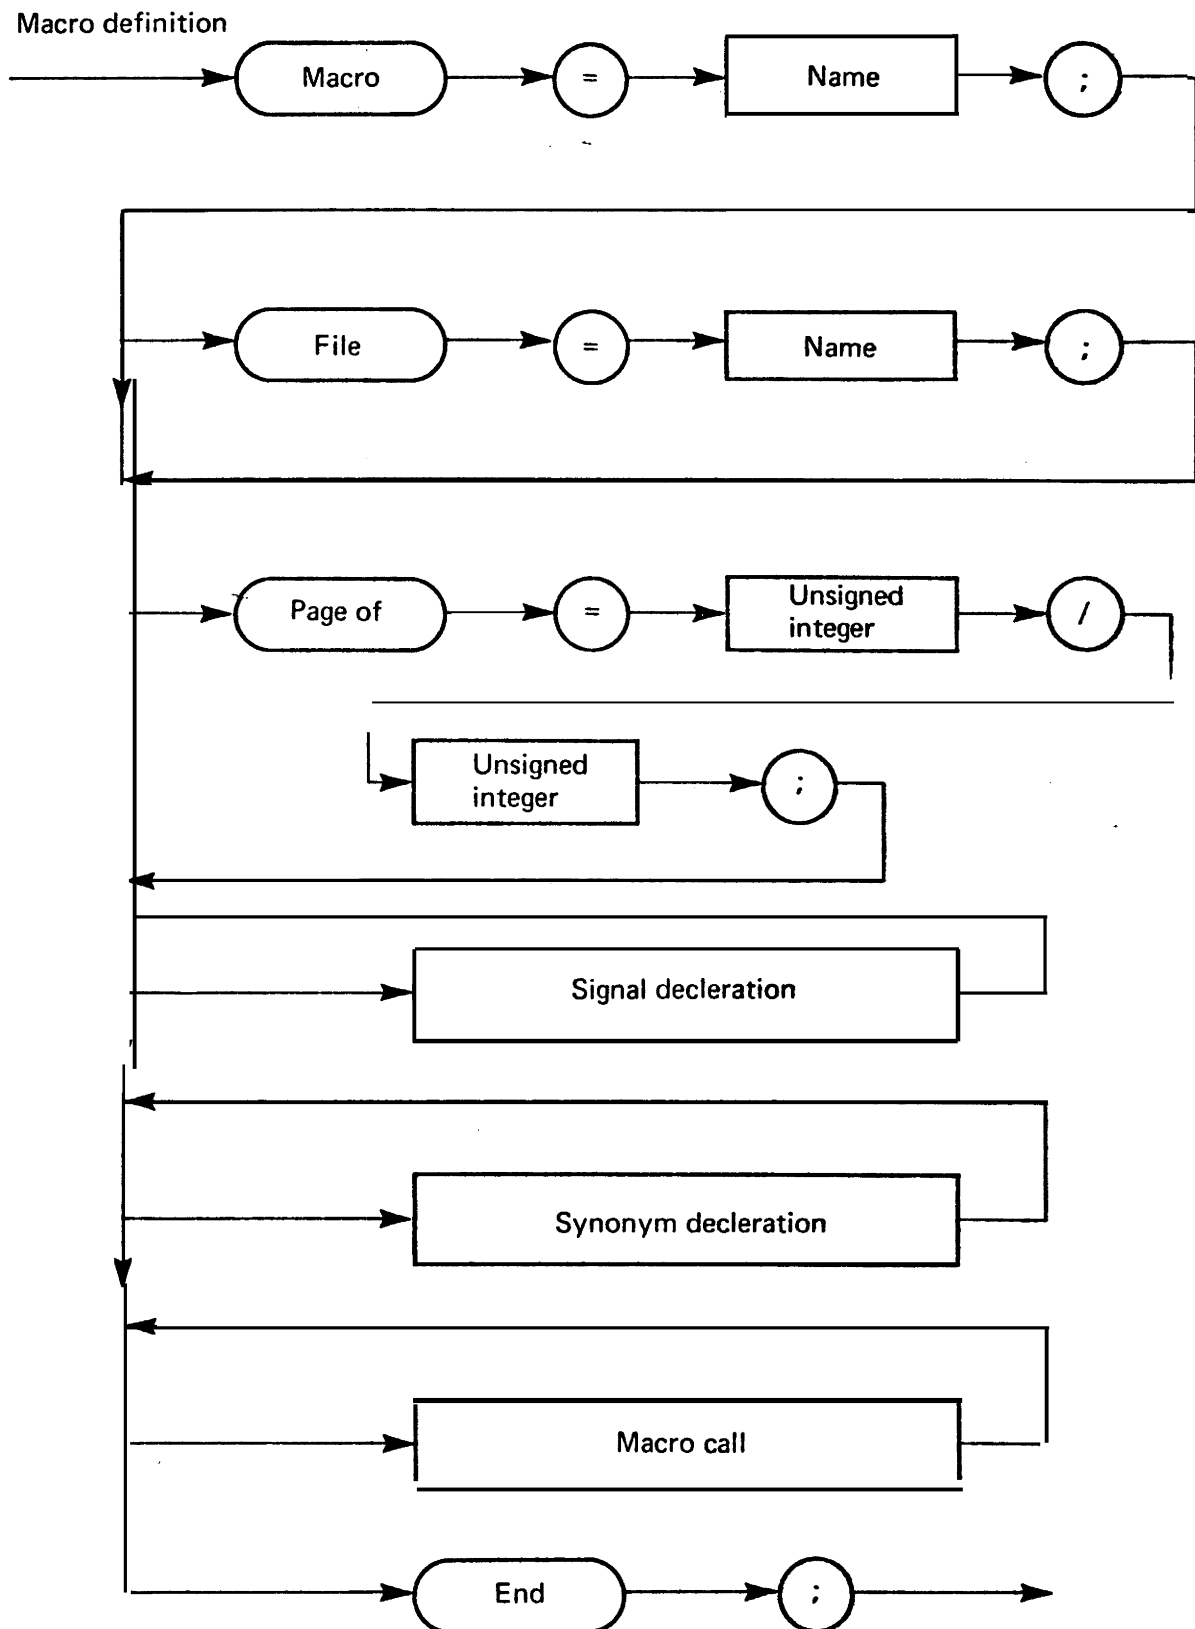 Macro definition
Macro = Name ;
File = Name ;
Page of = Unsigned integer /
Unsigned integer ;
Signal decleration
Synonym decleration
Macro call
End ;